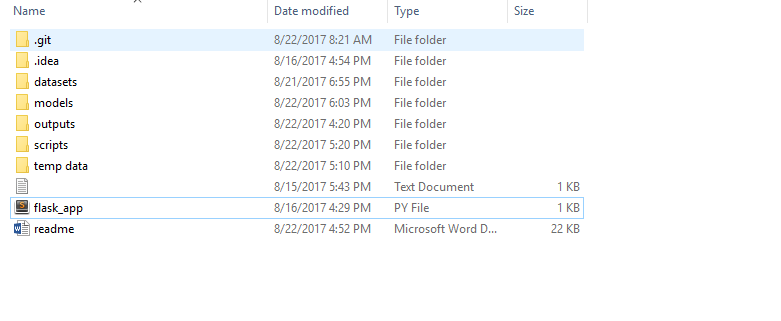 Name Date modified Type Size
.git 8/22/2017 8:21 AM File folder
.idea 8/16/2017 4:54 PM File folder
datasets 8/21/2017 6:55 PM File folder
models 8/22/2017 6:03 PM File folder
outputs 8/22/2017 4:20 PM File folder
scripts 8/22/2017 5:20 PM File folder
temp data 8/22/2017 5:10 PM File folder
8/15/2017 5:43 PM Text Document 1 KB
flask_app 8/16/2017 4:29 PM PY File 1 KB
readme 8/22/2017 4:52 PM Microsoft Word D... 22 KB